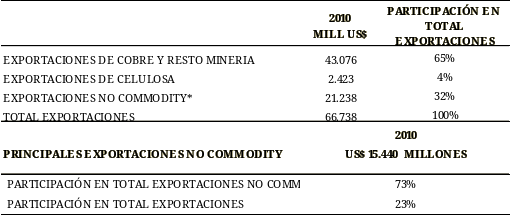 2010 PARTICIPACIÓN EN
MILL US$ TOTAL
EXPORTACIONES
EXPORTACIONES DE COBRE Y RESTO MINERIA 43.076 65%
EXPORTACIONES DE CELULOSA 2.423 4%
EXPORTACIONES NO COMMODITY* 21.238 32%
TOTAL EXPORTACIONES 66.738 100%
2010
PRINCIPALES EXPORTACIONES NO COMMODITY US$ 15.440 MILLONES
PARTICIPACIÓN EN TOTAL EXPORTACIONES NO COMM 73%
PARTICIPACIÓN EN TOTAL EXPORTACIONES 23%